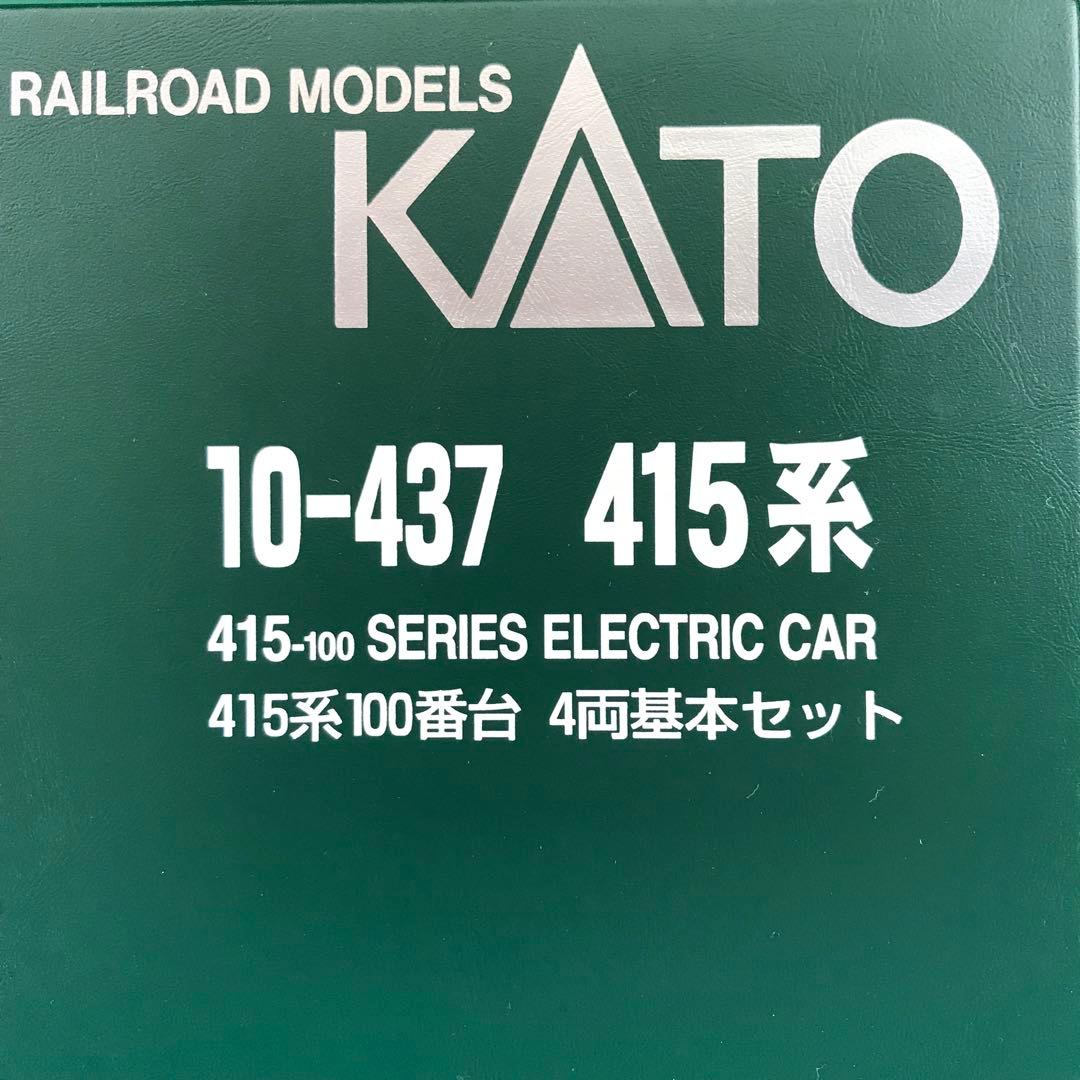 RAILROAD MODELS
KATO
10-437 415系
415-100 SERIES ELECTRIC CAR
415系100番台 4両基本セット